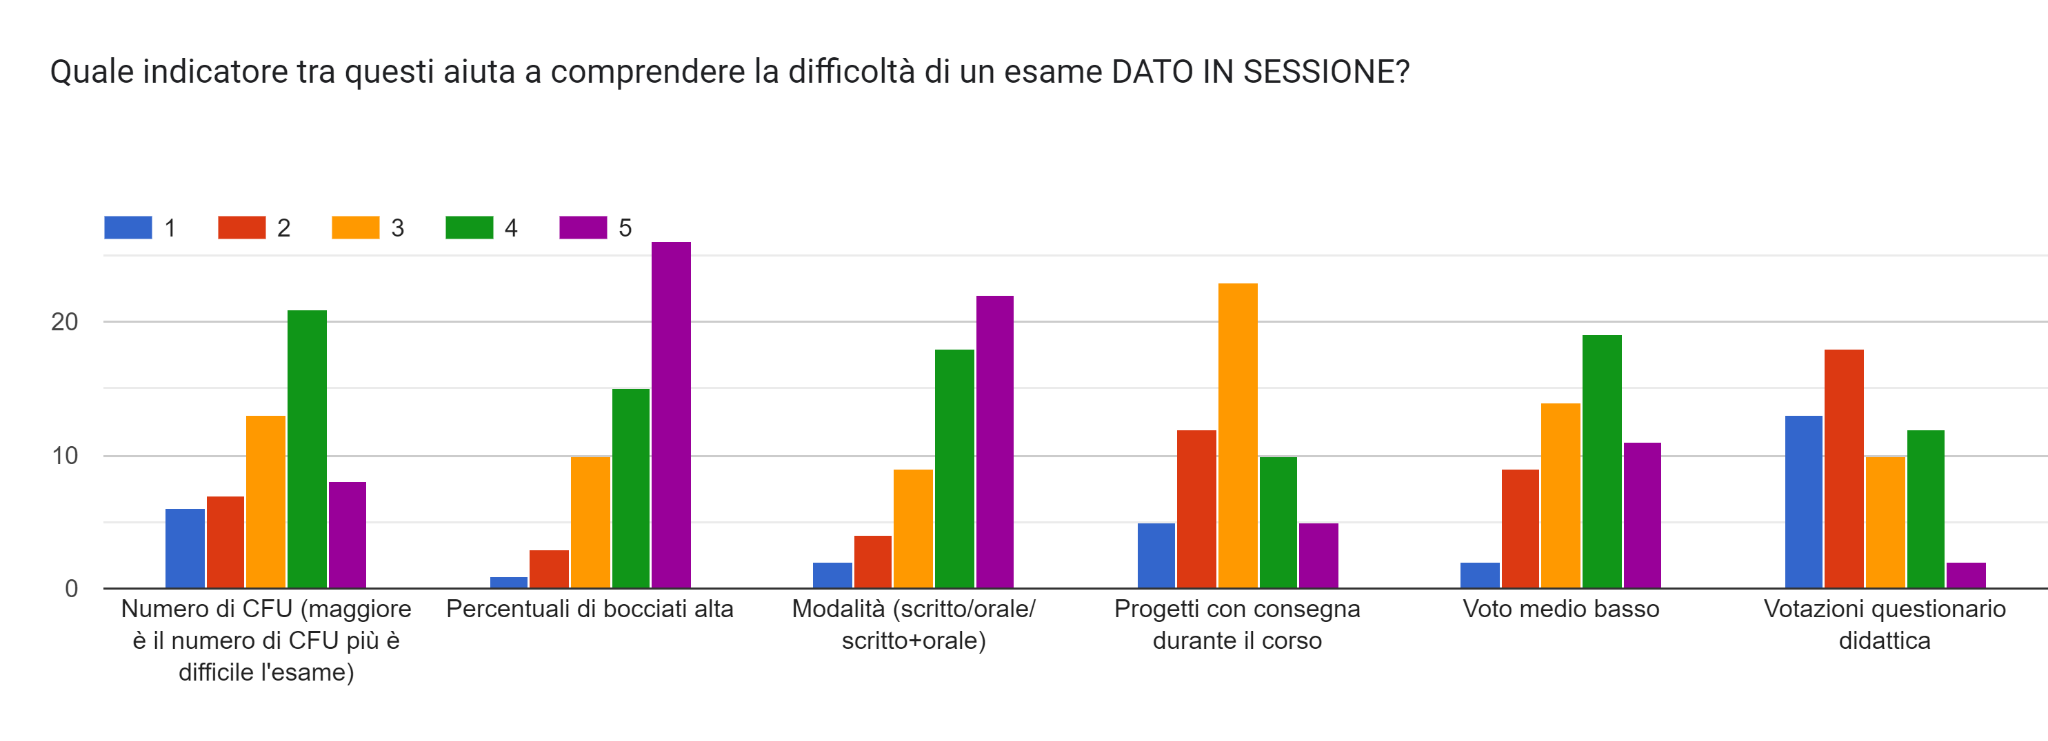 Quale indicatore tra questi aiuta a comprendere la difficoltà di un esame DATO IN SESSIONE?
1 2 3 4 5
20
10
0
Numero di CFU (maggiore
è il numero di CFU più è
difficile l'esame)
Percentuali di bocciati alta
Modalità (scritto/orale/
scritto+orale)
Progetti con consegna
durante il corso
Voto medio basso
Votazioni questionario
didattica